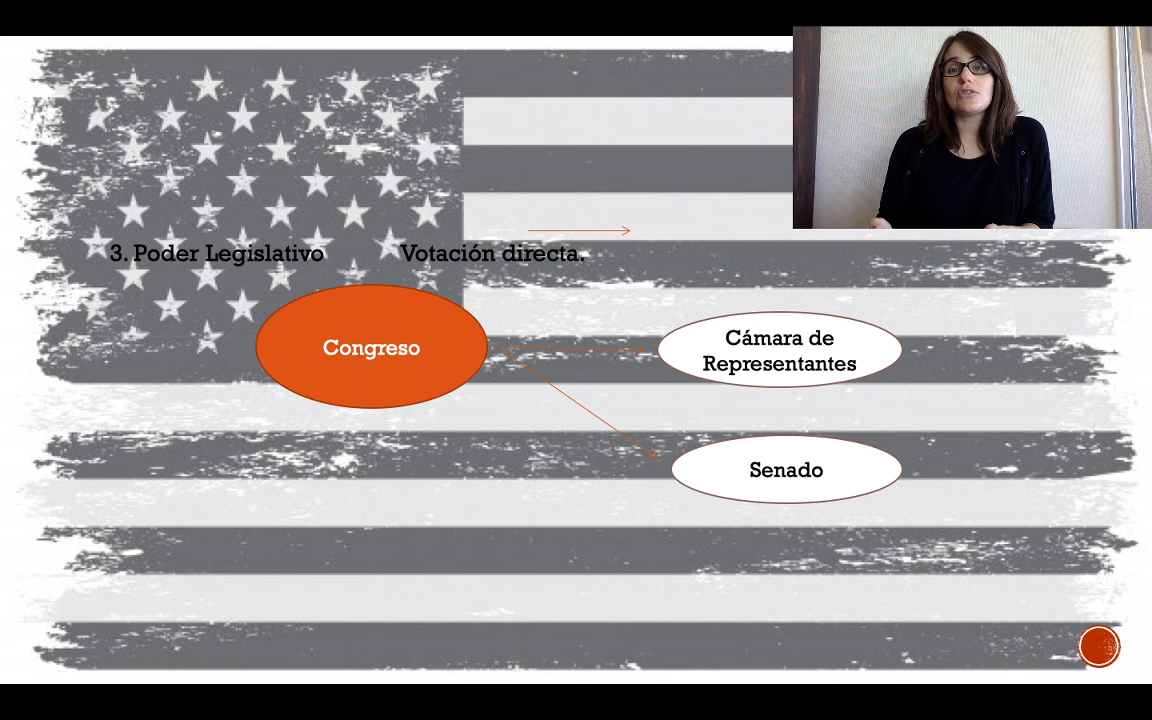 3. Poder Legislativo Votación directa.
Congreso
Cámara de
Representantes
Senado